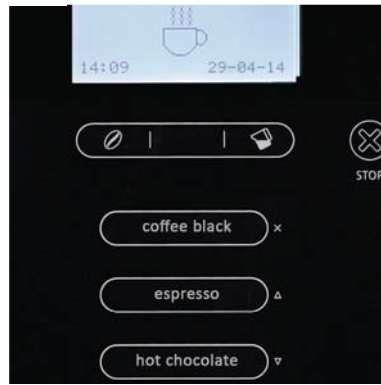 14:09 29-04-14
STOP
coffee black
espresso
hot chocolate